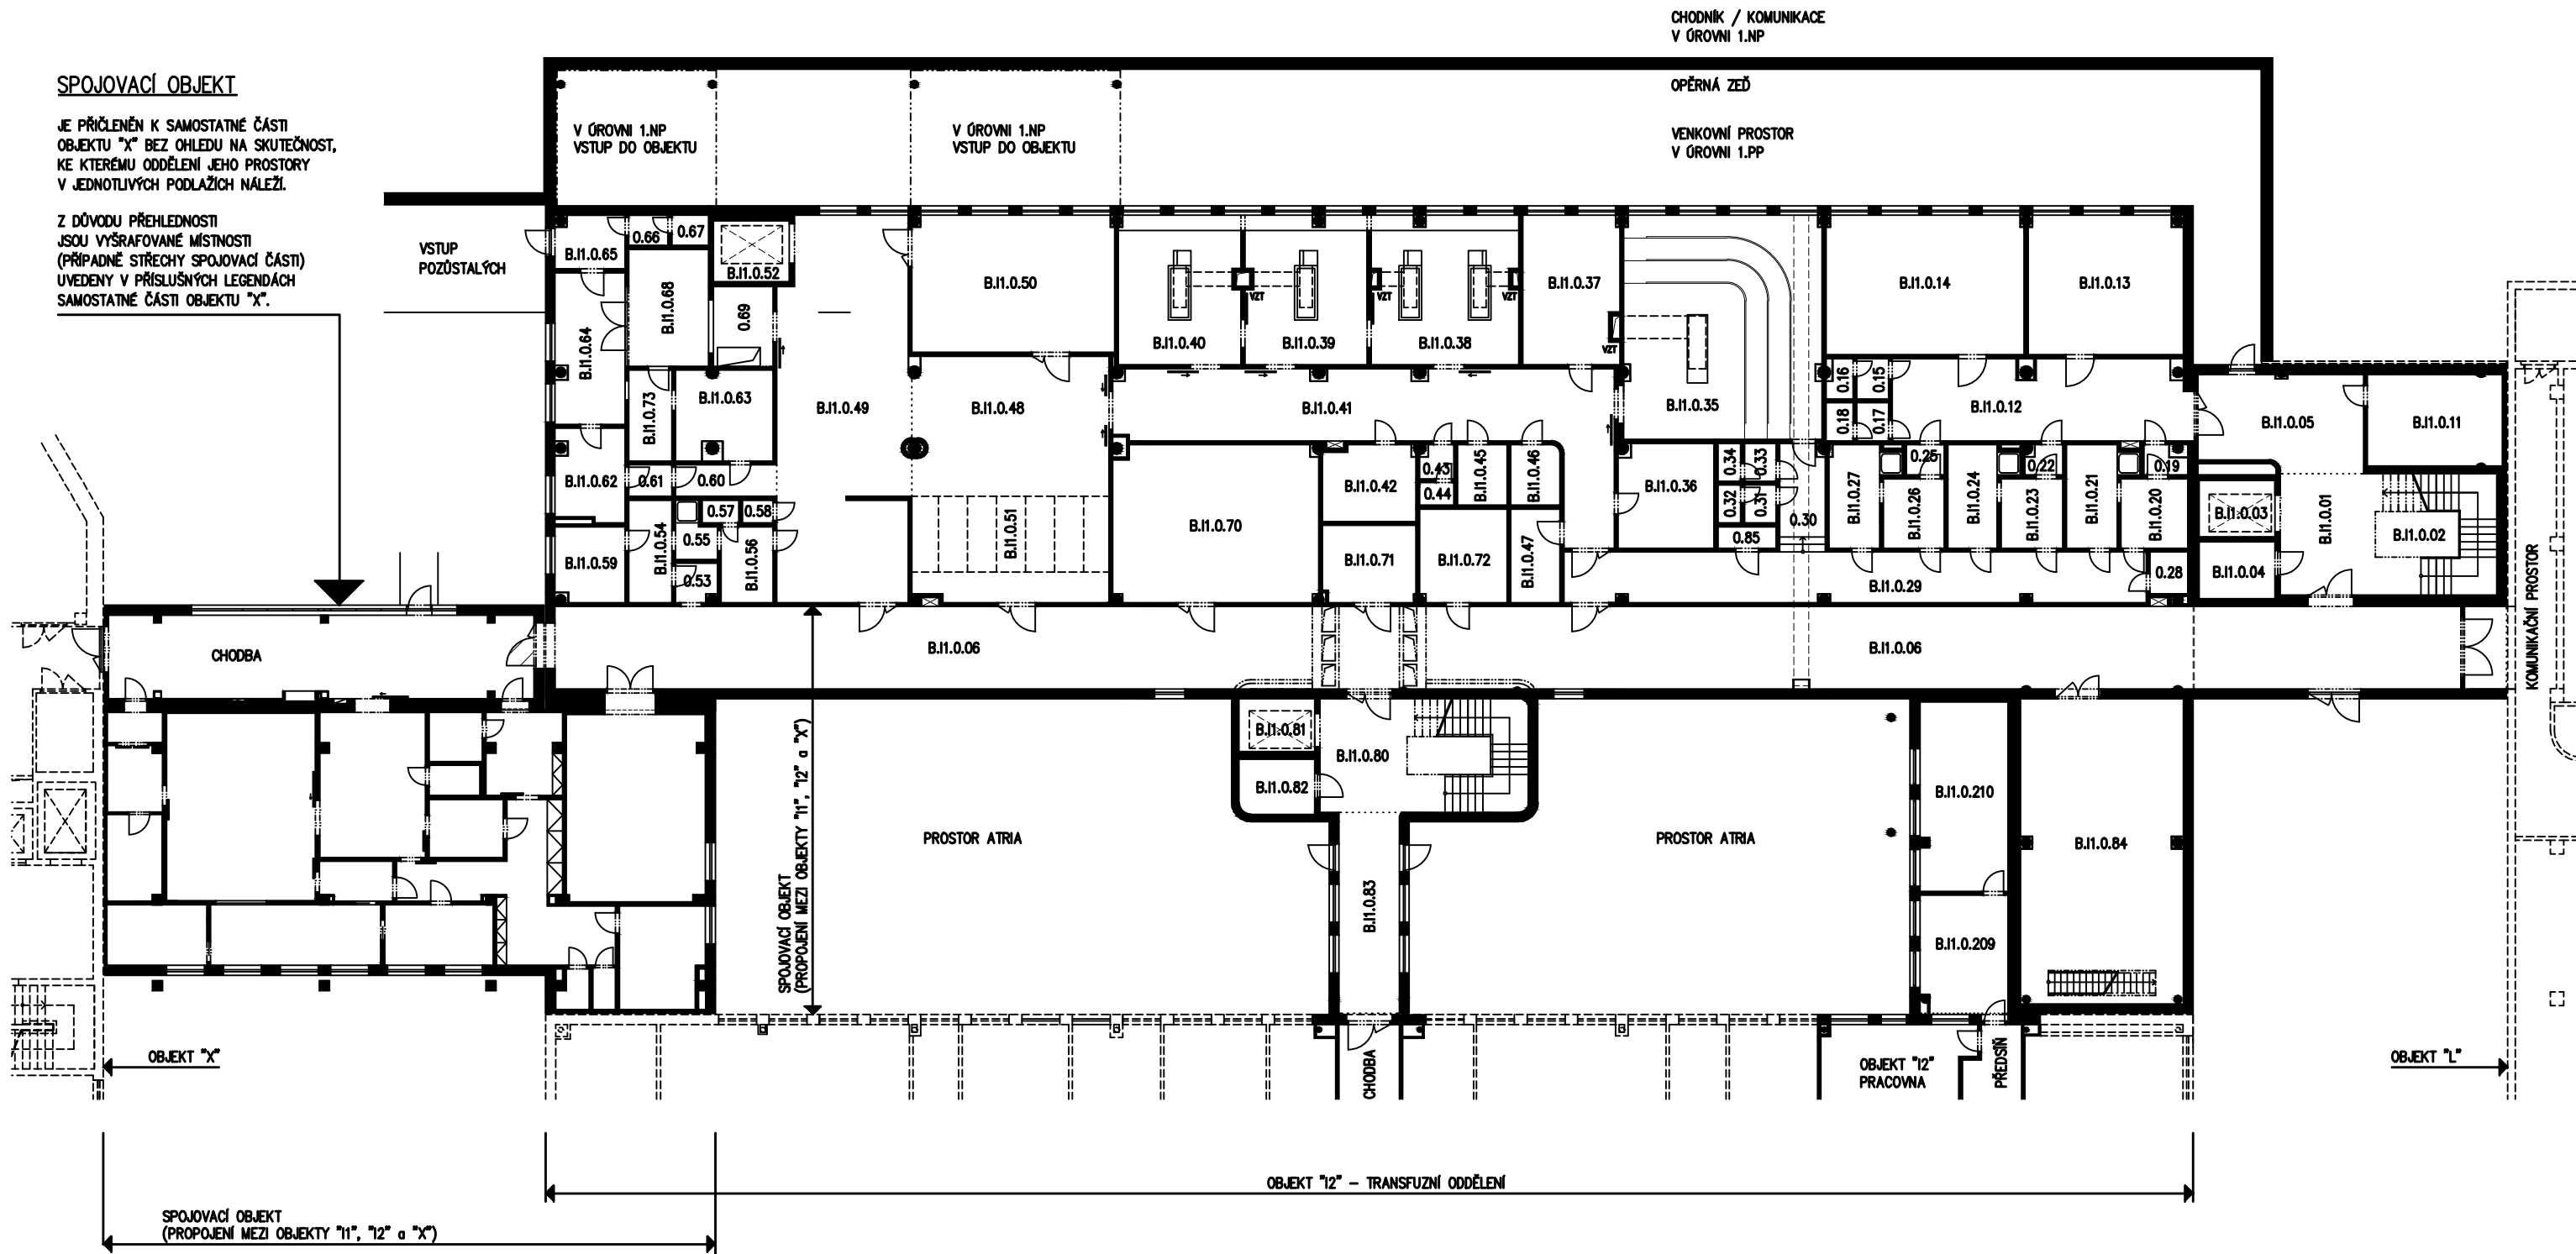 CHODNÍK / KOMUNIKACE
V ÚROVNI 1.NP
SPOJOVACÍ OBJEKT
OPĚRNÁ ZEĎ
JE PŘIČLENĚN K SAMOSTATNÉ ČÁSTI
OBJEKTU "X" BEZ OHLEDU NA SKUTEČNOST,
KE KTERÉMU ODDĚLENÍ JEHO PROSTORY
V JEDNOTLIVÝCH PODLAŽÍCH NÁLEŽÍ.
V ÚROVNI 1.NP
VSTUP DO OBJEKTU
V ÚROVNI 1.NP
VSTUP DO OBJEKTU
VENKOVNÍ PROSTOR
V ÚROVNI 1.PP
Z DŮVODU PŘEHLEDNOSTI
JSOU VYŠRAFOVANÉ MÍSTNOSTI
(PŘÍPADNĚ STŘECHY SPOJOVACÍ ČÁSTI)
UVEDENY V PŘÍSLUŠNÝCH LEGENDÁCH
SAMOSTATNÉ ČÁSTI OBJEKTU "X".
VSTUP
POZŮSTALÝCH
B.I1.0.65
0.66
0.67
B.I1.0.52
B.I1.0.68
0.69
B.I1.0.64
B.I1.0.50
B.I1.0.40
VZT
B.I1.0.39
VZT
B.I1.0.38
VZT
B.I1.0.37
VZT
B.I1.0.14
B.I1.0.13
B.I1.0.73
B.I1.0.63
B.I1.0.49
B.I1.0.48
B.I1.0.41
B.I1.0.35
0.16
0.15
0.18
0.17
B.I1.0.12
B.I1.0.05
B.I1.0.11
B.I1.0.62
0.61
0.60
0.57
0.58
0.55
B.I1.0.54
B.I1.0.56
B.I1.0.59
0.53
B.I1.0.51
B.I1.0.70
B.I1.0.42
0.43
0.44
B.I1.0.45
B.I1.0.46
B.I1.0.71
B.I1.0.72
B.I1.0.47
B.I1.0.36
0.34
0.33
0.32
0.31
0.85
0.30
B.I1.0.27
0.25
B.I1.0.26
B.I1.0.24
0.22
B.I1.0.23
B.I1.0.21
0.19
B.I1.0.20
B.I1.0.29
0.28
B.I1.0.03
B.I1.0.04
B.I1.0.01
B.I1.0.02
CHODBA
B.I1.0.06
B.I1.0.06
KOMUNIKAČNÍ PROSTOR
B.I1.0.81
B.I1.0.80
B.I1.0.82
B.I1.0.210
PROSTOR ATRIA
PROSTOR ATRIA
B.I1.0.84
B.I1.0.83
B.I1.0.209
SPOJOVACÍ OBJEKT
(PROPOJENÍ MEZI OBJEKTY "I1", "I2" a "X")
OBJEKT "X"
CHODBA
OBJEKT "I2"
PRACOVNA
PŘEDSÍŇ
OBJEKT "L"
OBJEKT "I2" – TRANSFUZNÍ ODDĚLENÍ
SPOJOVACÍ OBJEKT
(PROPOJENÍ MEZI OBJEKTY "I1", "I2" a "X")